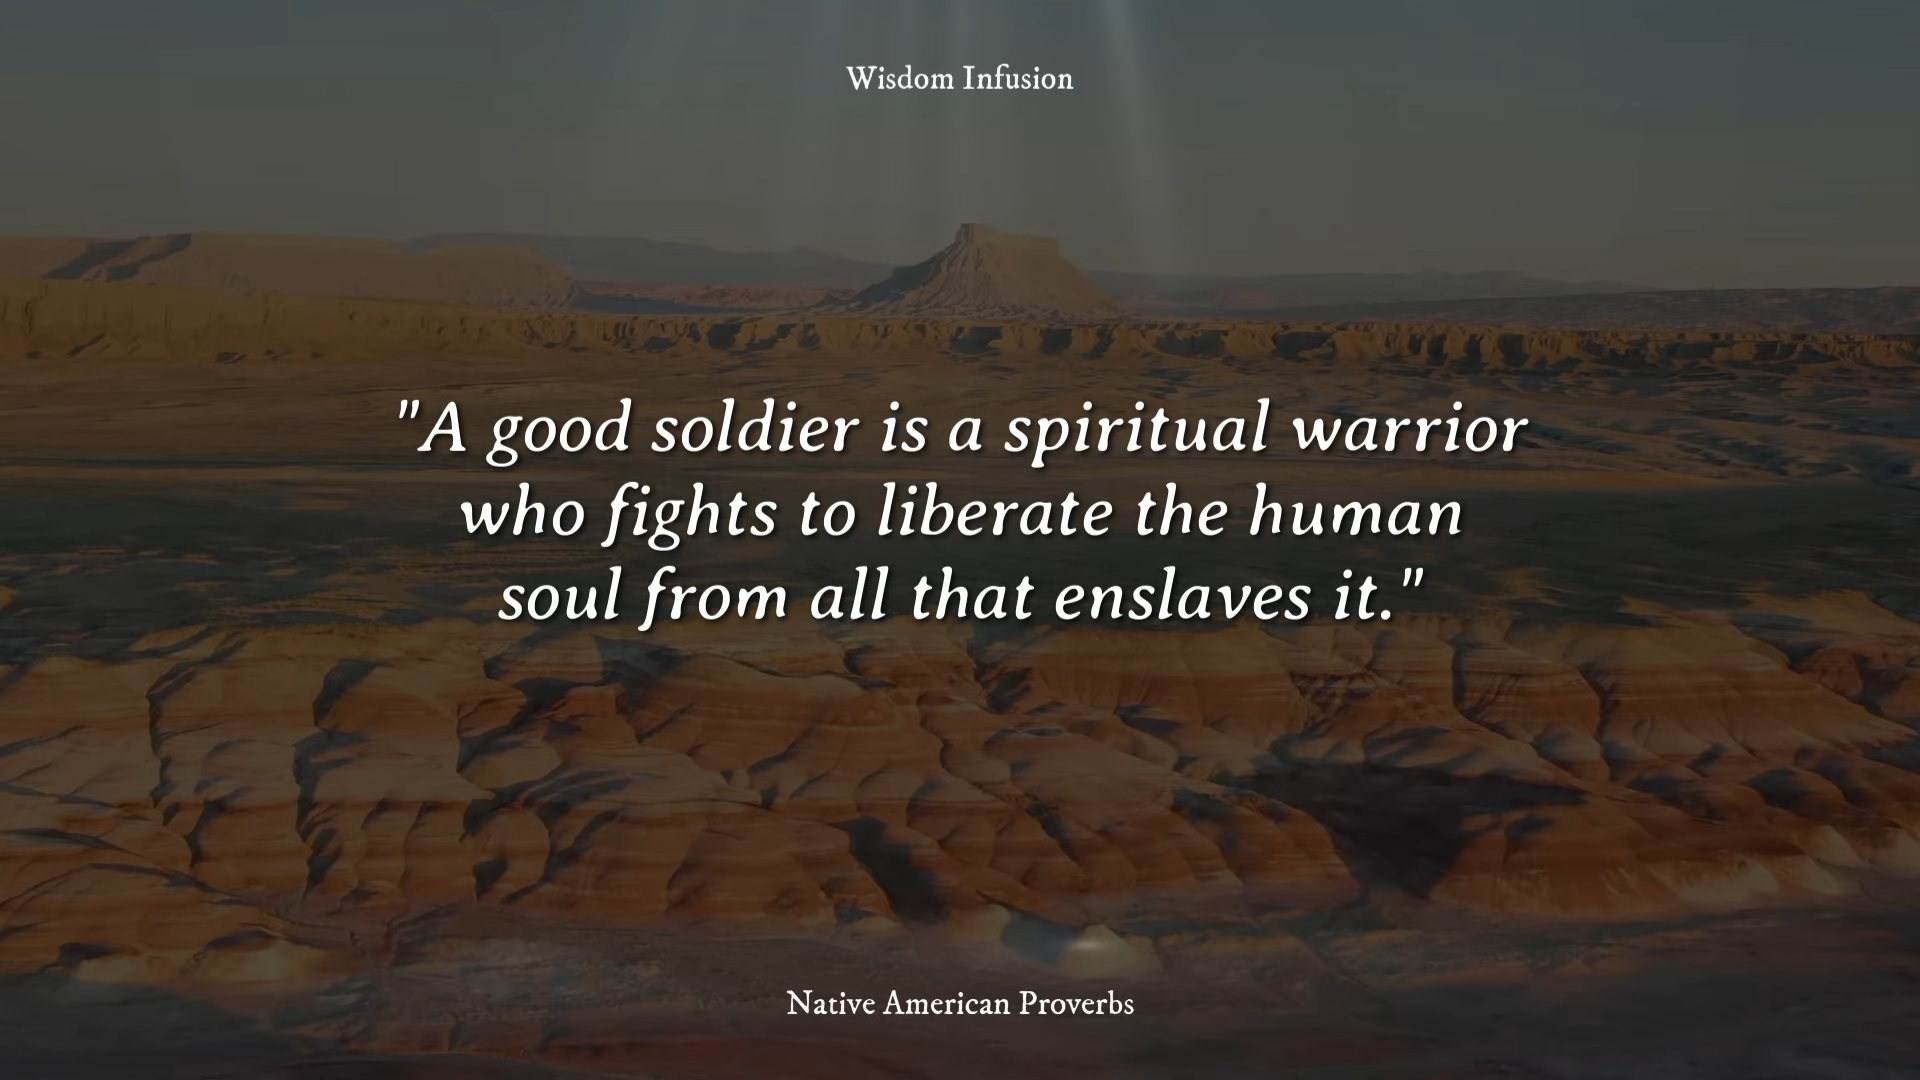 Wisdom Infusion
"A good soldier is a spiritual warrior
who fights to liberate the human
soul from all that enslaves it."
Native American Proverbs